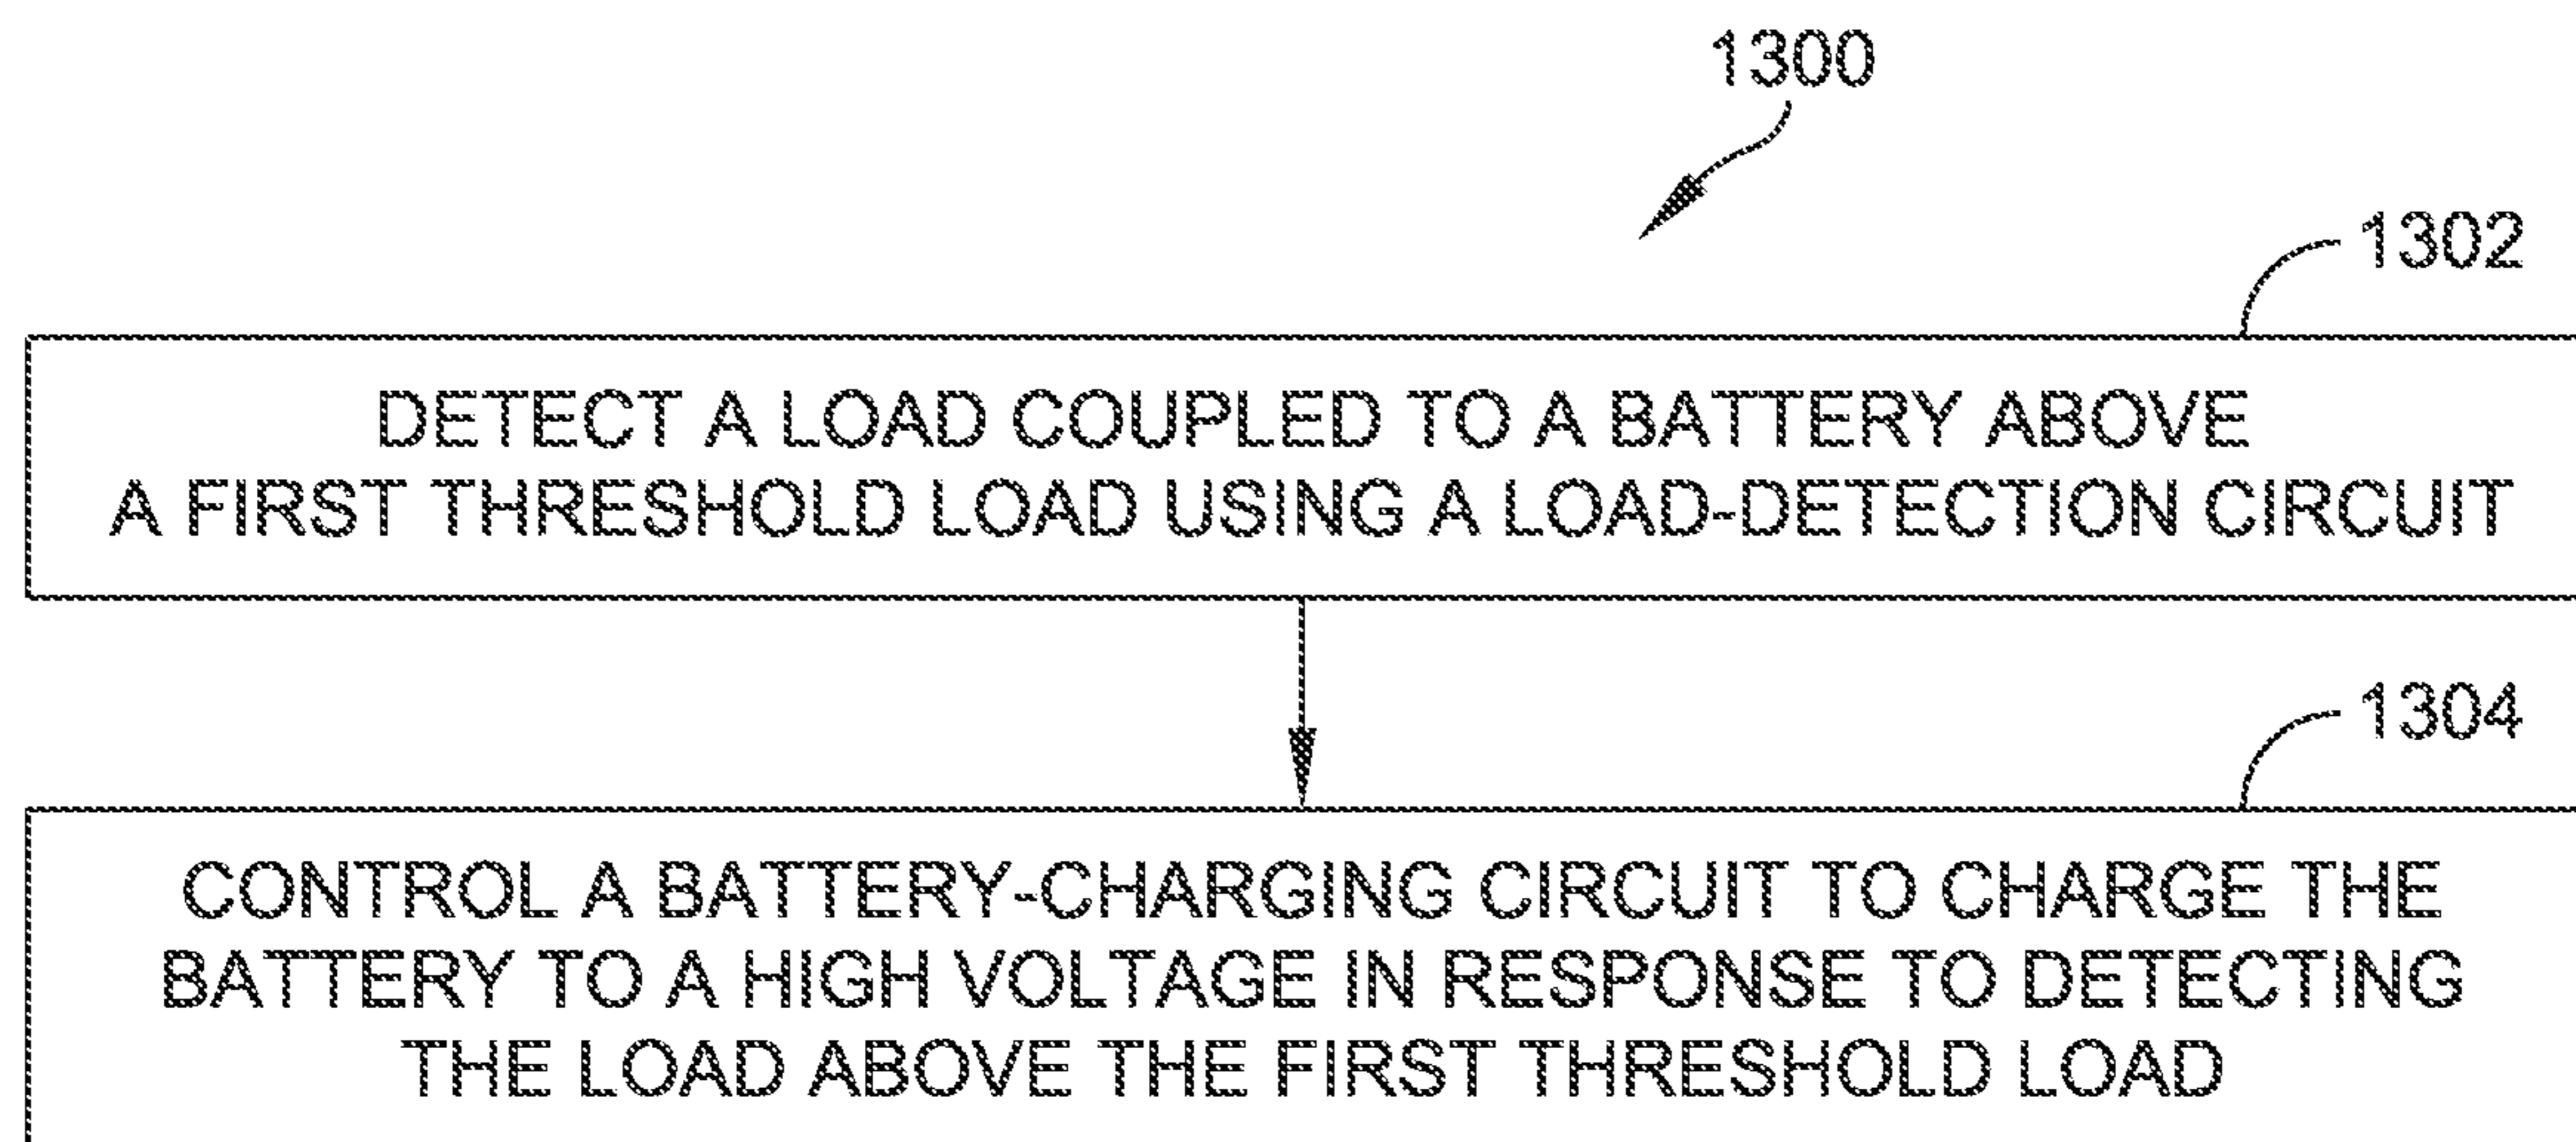 1300
1302
DETECT A LOAD COUPLED TO A BATTERY ABOVE
A FIRST THRESHOLD LOAD USING A LOAD-DETECTION CIRCUIT
1304
CONTROL A BATTERY-CHARGING CIRCUIT TO CHARGE THE
BATTERY TO A HIGH VOLTAGE IN RESPONSE TO DETECTING
THE LOAD ABOVE THE FIRST THRESHOLD LOAD